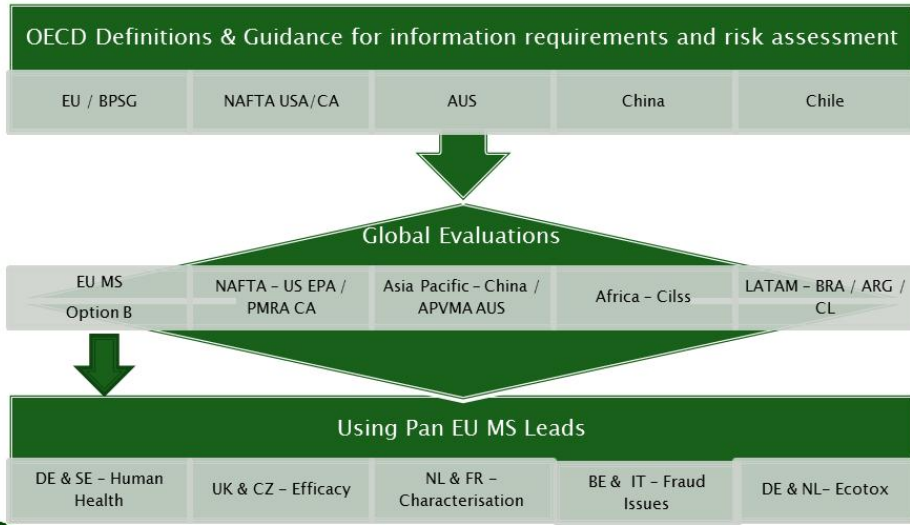 OECD Definitions & Guidance for information requirements and risk assessment
EU / BPSG
NAFTA USA/CA
AUS
China
Chile
Global Evaluations
EU MS
Option B
NAFTA – US EPA /
PMRA CA
Asia Pacific – China /
APVMA AUS
Africa – Cilss
LATAM – BRA / ARG /
CL
Using Pan EU MS Leads
DE & SE – Human
Health
UK & CZ – Efficacy
NL & FR –
Characterisation
BE & IT – Fraud
Issues
DE & NL– Ecotox